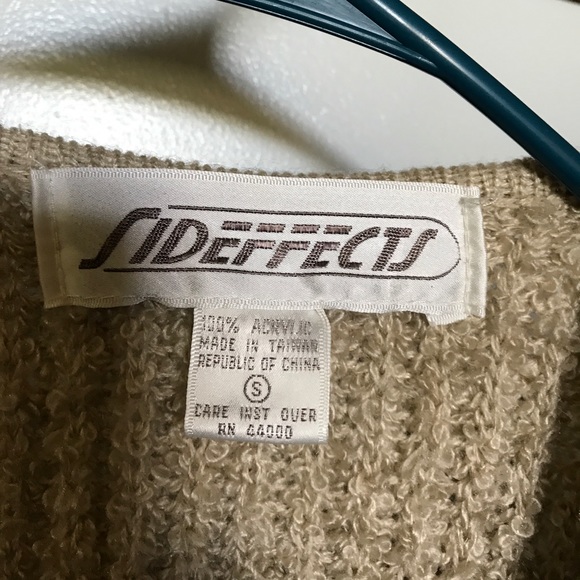 SIDEFFECTS
100% ACRYLIC
MADE IN TAIWAN
REPUBLIC OF CHINA
S
CARE INST OVER
RN 44000